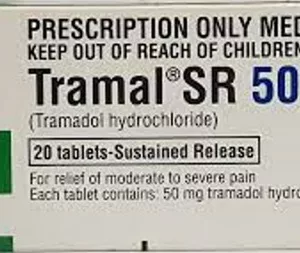 PRESCRIPTION ONLY MED
KEEP OUT OF REACH OF CHILDREN
Tramal® SR 50
(Tramadol hydrochloride)
20 tablets-Sustained Release
For relief of moderate to severe pain
Each tablet contains: 50 mg tramadol hydro